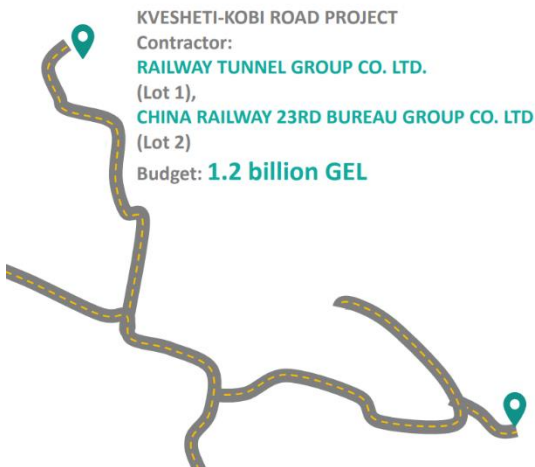 KVESHETI-KOBI ROAD PROJECT
Contractor:
RAILWAY TUNNEL GROUP CO. LTD.
(Lot 1),
CHINA RAILWAY 23RD BUREAU GROUP CO. LTD
(Lot 2)
Budget: 1.2 billion GEL